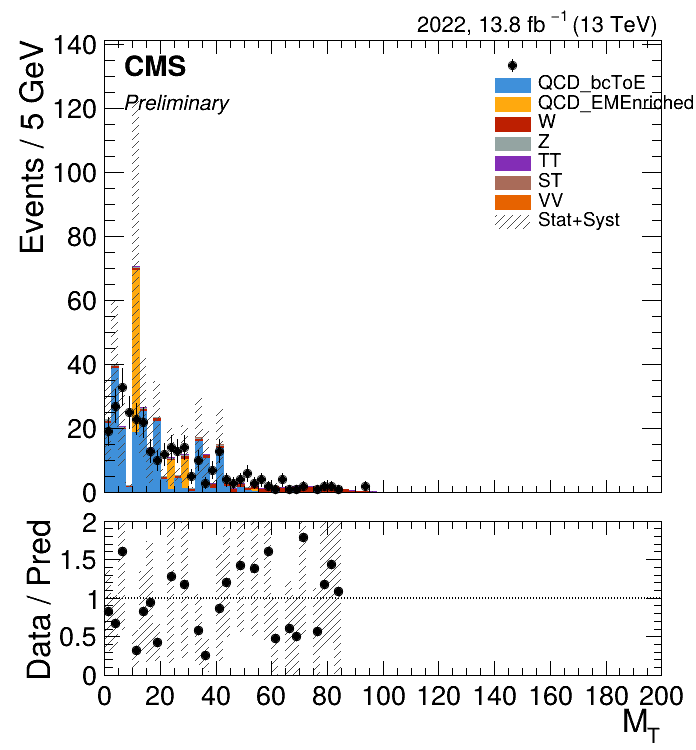 2022, 13.8 fb⁻¹ (13 TeV)
Events / 5 GeV
140
120
100
80
60
40
20
0
CMS
Preliminary
QCD_bcToE
QCD_EMEnriched
W
Z
TT
ST
VV
Stat+Syst
Data / Pred
2
1.5
1
0.5
0
0 20 40 60 80 100 120 140 160 180 200
M_T